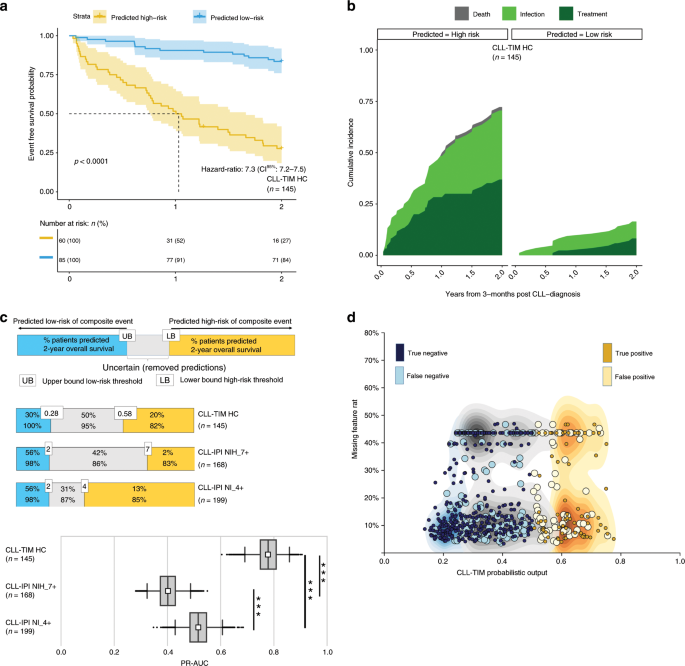 a
Strata
Predicted high–risk
Predicted low–risk
1.00
0.75
0.50
0.25
0.00
Event free survival probability
p < 0.0001
Hazard-ratio: 7.3 (CI95%: 7.2–7.5)
CLL-TIM HC
(n = 145)
0
1
2
Number at risk: n (%)
60 (100)
31 (52)
16 (27)
85 (100)
77 (91)
71 (84)
0
1
2
b
Death
Infection
Treatment
Predicted = High risk
Predicted = Low risk
CLL-TIM HC
(n = 145)
1.00
0.75
0.50
0.25
0.00
Cumulative incidence
0.0
0.5
1.0
1.5
2.0
0.0
0.5
1.0
1.5
2.0
Years from 3–months post CLL–diagnosis
c
Predicted low-risk of composite event
Predicted high-risk of composite event
UB
LB
% patients predicted
2-year overall survival
% patients predicted
2-year overall survival
Uncertain (removed predictions)
UB
Upper bound low-risk threshold
LB
Lower bound high-risk threshold
30%
0.28
50%
0.58
20%
100%
95%
82%
CLL-TIM HC
(n = 145)
56%
2
42%
7
2%
98%
86%
83%
CLL-IPI NIH_7+
(n = 168)
56%
2
31%
4
13%
98%
87%
85%
CLL-IPI NI_4+
(n = 199)
CLL-TIM HC
(n = 145)
CLL-IPI NIH_7+
(n = 168)
CLL-IPI NI_4+
(n = 199)
***
***
***
0.0
0.2
0.4
0.6
0.8
1.0
PR-AUC
d
80%
70%
60%
50%
40%
30%
20%
10%
Missing feature rat
True negative
False negative
True positive
False positive
0.0
0.2
0.4
0.6
0.8
1.0
CLL-TIM probabilistic output